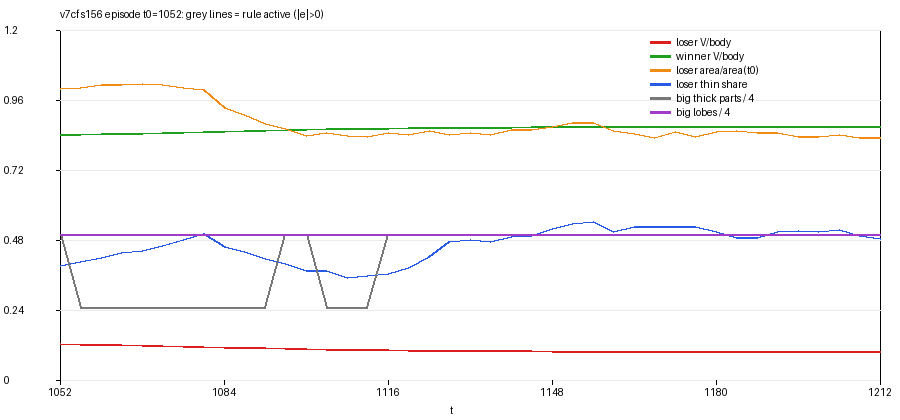 v7cfs156 episode t0=1052: grey lines = rule active (|e|>0)
1.2
loser V/body
winner V/body
loser area/area(t0)
loser thin share
big thick parts / 4
big lobes / 4
0.96
0.72
0.48
0.24
0
1052
1084
1116
1148
1180
1212
t